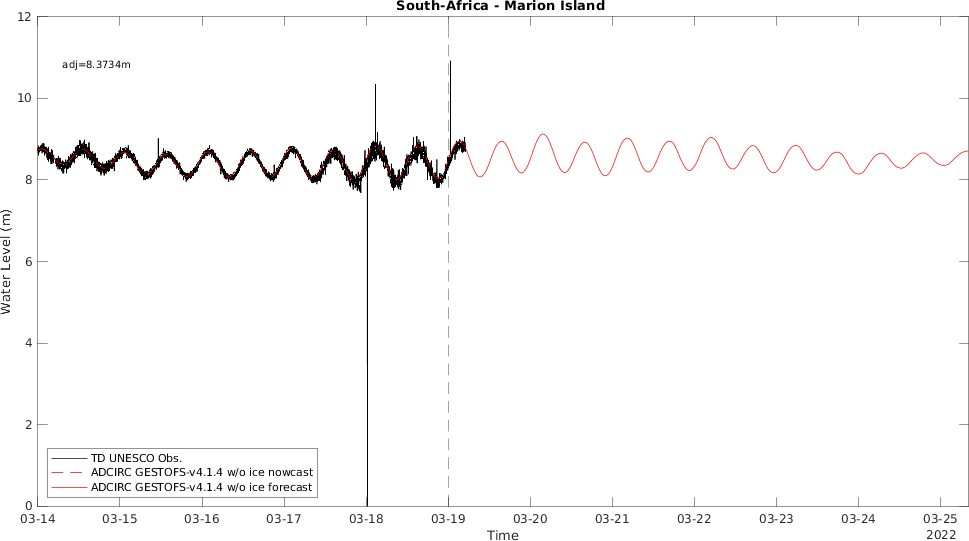 South-Africa - Marion Island
12
adj=8.3734m
10
8
6
4
2
0
Water Level (m)
TD UNESCO Obs.
ADCIRC GESTOFS-v4.1.4 w/o ice nowcast
ADCIRC GESTOFS-v4.1.4 w/o ice forecast
03-14 03-15 03-16 03-17 03-18 03-19 03-20 03-21 03-22 03-23 03-24 03-25
Time
2022